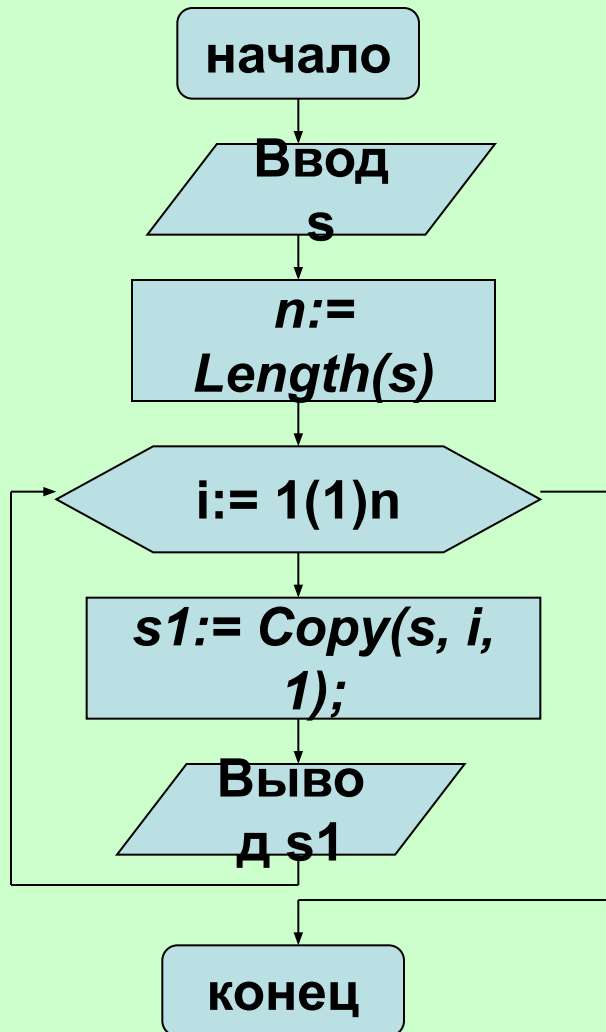 начало
Ввод
s
n:=
Length(s)
i:= 1(1)n
s1:= Copy(s, i,
1);
Выво
д s1
конец